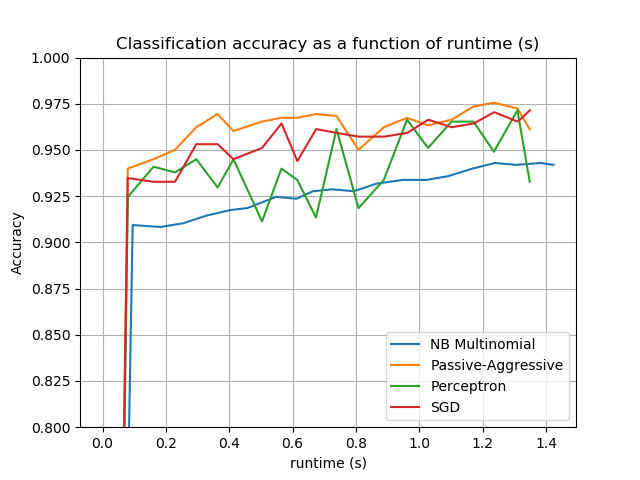 Classification accuracy as a function of runtime (s)
1.000
0.975
0.950
0.925
0.900
0.875
0.850
0.825
0.800
Accuracy
NB Multinomial
Passive-Aggressive
Perceptron
SGD
0.0 0.2 0.4 0.6 0.8 1.0 1.2 1.4
runtime (s)